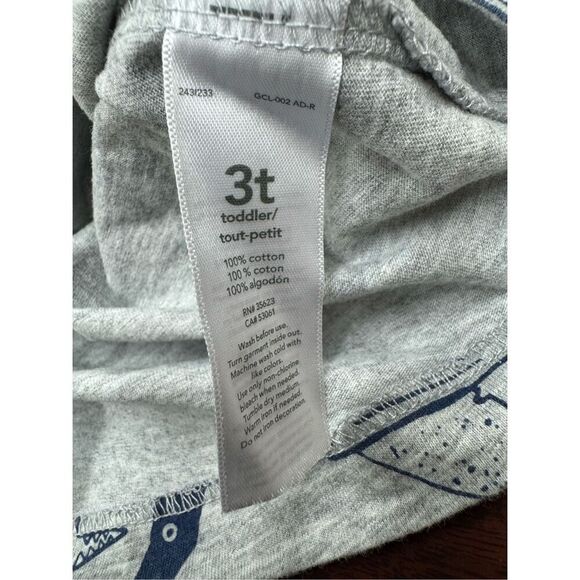 243I233 GCL-002 AD-R
3t
toddler/
tout-petit
100% cotton
100% coton
100% algodón
RN# 35623
CA# 53061
Wash before use.
Turn garment inside out.
Machine wash cold with
like colors.
Use only non-chlorine
bleach when needed.
Tumble dry medium.
Warm iron if needed.
Do not iron decoration.